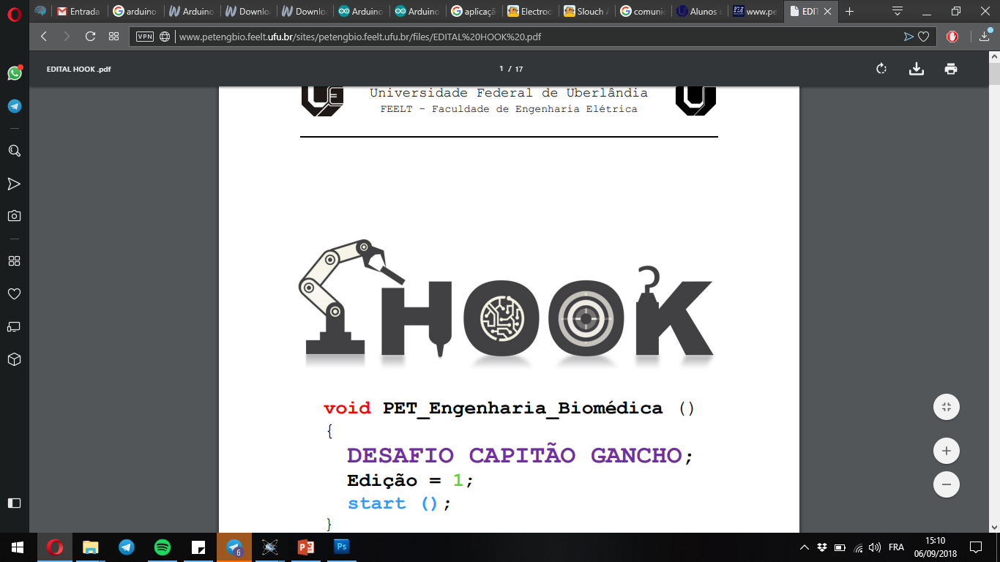 Entrada
arduino
Arduino
Downlo
Downlo
Arduino
Arduino
aplicaçã
Electroc
Slouch A
comunic
Alunos
www.pe
EDIT
VPN www.petengbio.feelt.ufu.br/sites/petengbio.feelt.ufu.br/files/EDITAL%20HOOK%20.pdf
EDITAL HOOK .pdf
1 / 17
Universidade Federal de Uberlândia
FEELT – Faculdade de Engenharia Elétrica
HOOK
void PET_Engenharia_Biomédica ()
{
DESAFIO CAPITÃO GANCHO;
Edição = 1;
start ();
}
6
Ps
FRA
15:10
06/09/2018